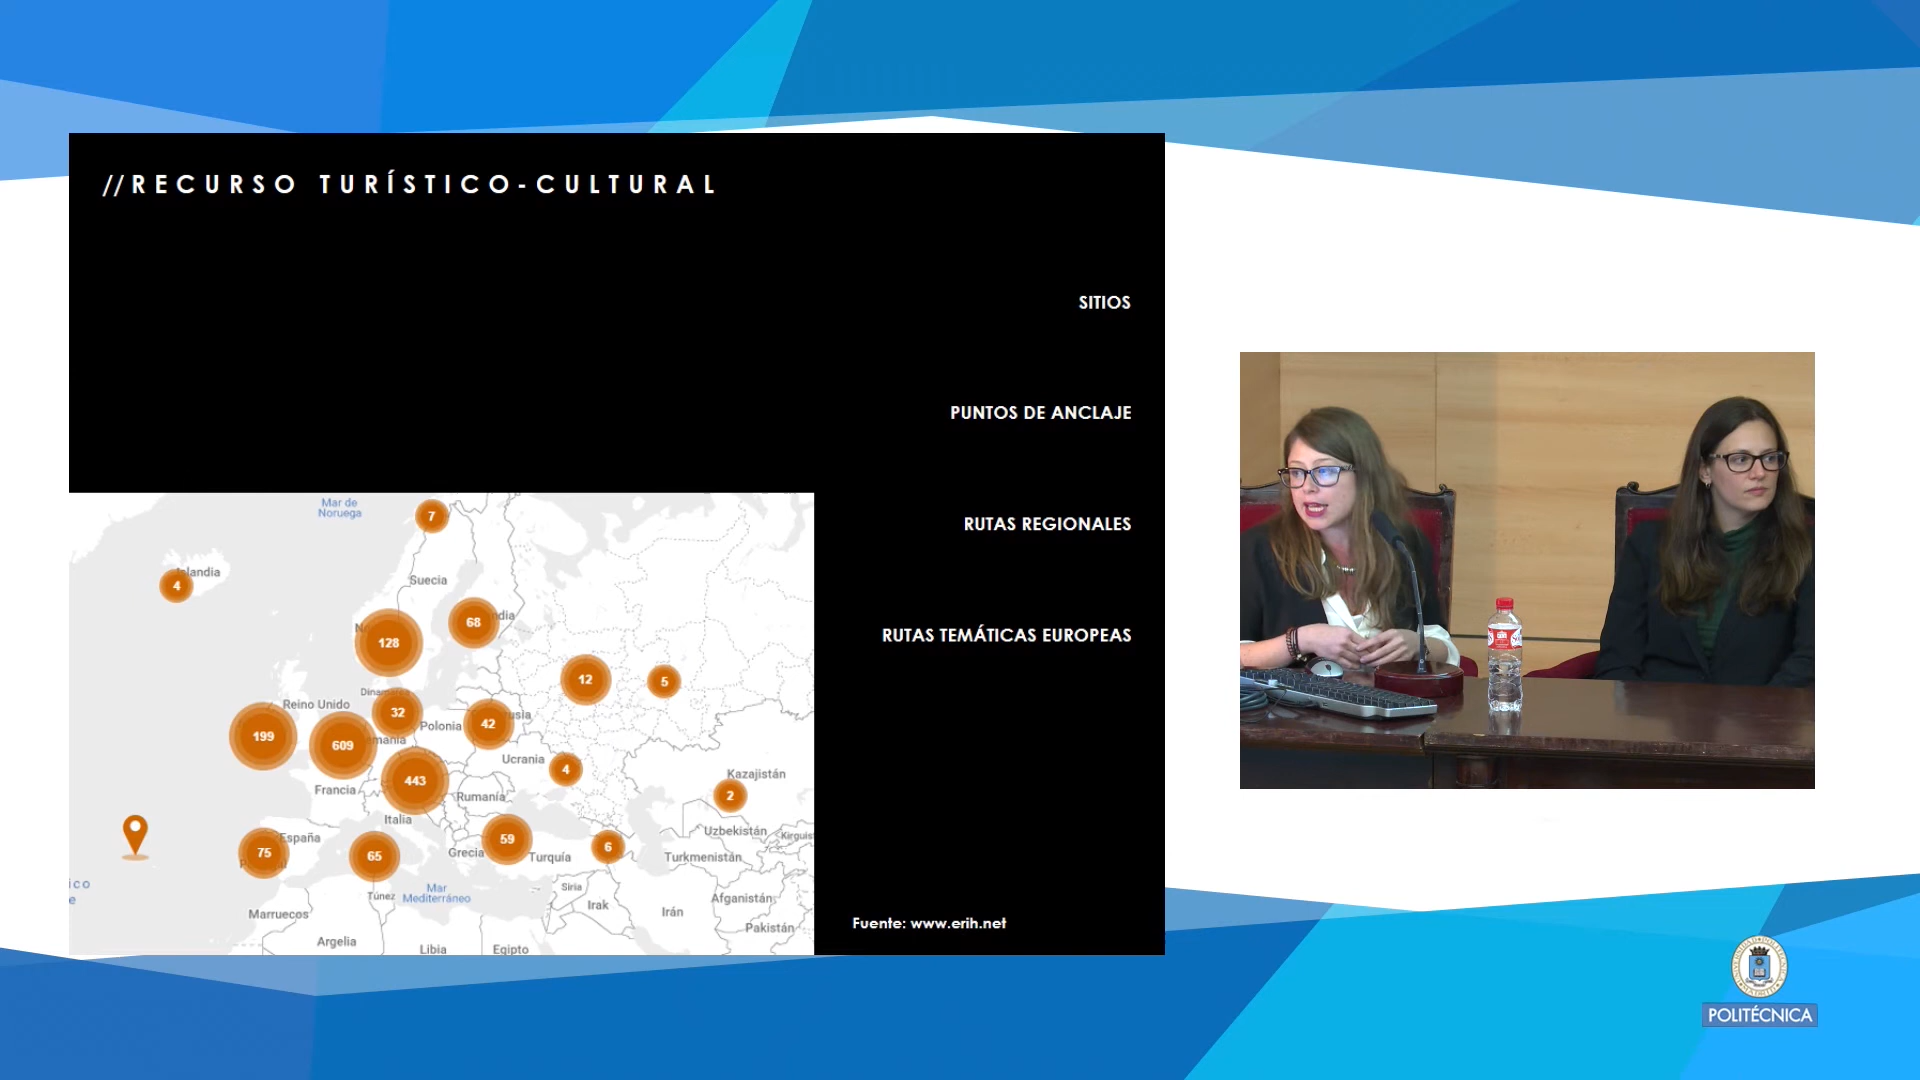 //RECURSO TURÍSTICO-CULTURAL
SITIOS
PUNTOS DE ANCLAJE
RUTAS REGIONALES
RUTAS TEMÁTICAS EUROPEAS
Mar de
Noruega
7
4
Suecia
128
68
12
5
Reino Unido
Dinamarca
32
Polonia
42
199
609
443
Francia
Ucrania
4
Kazajistán
2
Rumanía
Italia
Uzbekistán
España
75
65
Grecia
59
Turquía
6
Turkmenistán
Túnez
Mar
Mediterráneo
Siria
Irak
Irán
Afganistán
Pakistán
Marruecos
Argelia
Libia
Egipto
Fuente: www.erih.net
POLITÉCNICA